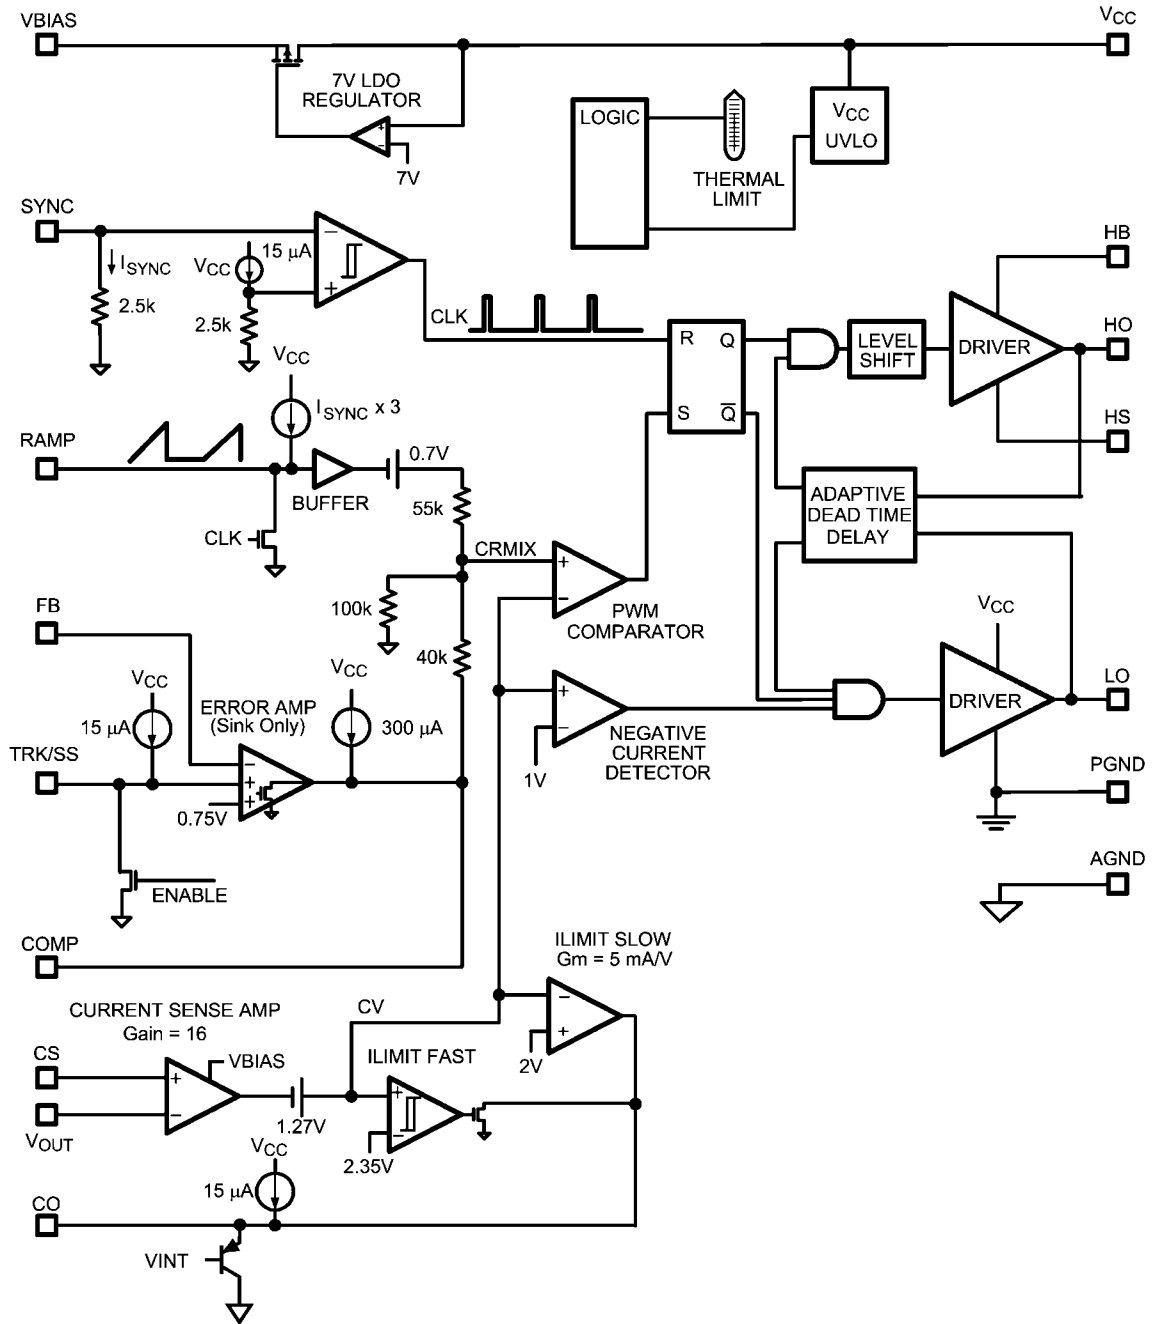 VBIAS
VCC
7V LDO
REGULATOR
+
−
7V
LOGIC
THERMAL
LIMIT
VCC
UVLO
SYNC
ISYNC
2.5k
VCC
15 µA
2.5k
−
+
CLK
HB
HO
HS
R
Q
S
Q̅
LEVEL
SHIFT
DRIVER
VCC
ISYNC x 3
RAMP
BUFFER
0.7V
55k
CLK
CRMIX
100k
40k
+
−
PWM
COMPARATOR
ADAPTIVE
DEAD TIME
DELAY
FB
VCC
15 µA
ERROR AMP
(Sink Only)
VCC
300 µA
TRK/SS
−
+
+
0.75V
ENABLE
+
−
1V
NEGATIVE
CURRENT
DETECTOR
VCC
DRIVER
LO
PGND
AGND
COMP
CURRENT SENSE AMP
Gain = 16
CS
+
−
VOUT
VBIAS
1.27V
CV
ILIMIT FAST
+
−
2.35V
ILIMIT SLOW
Gm = 5 mA/V
−
+
2V
VCC
15 µA
CO
VINT